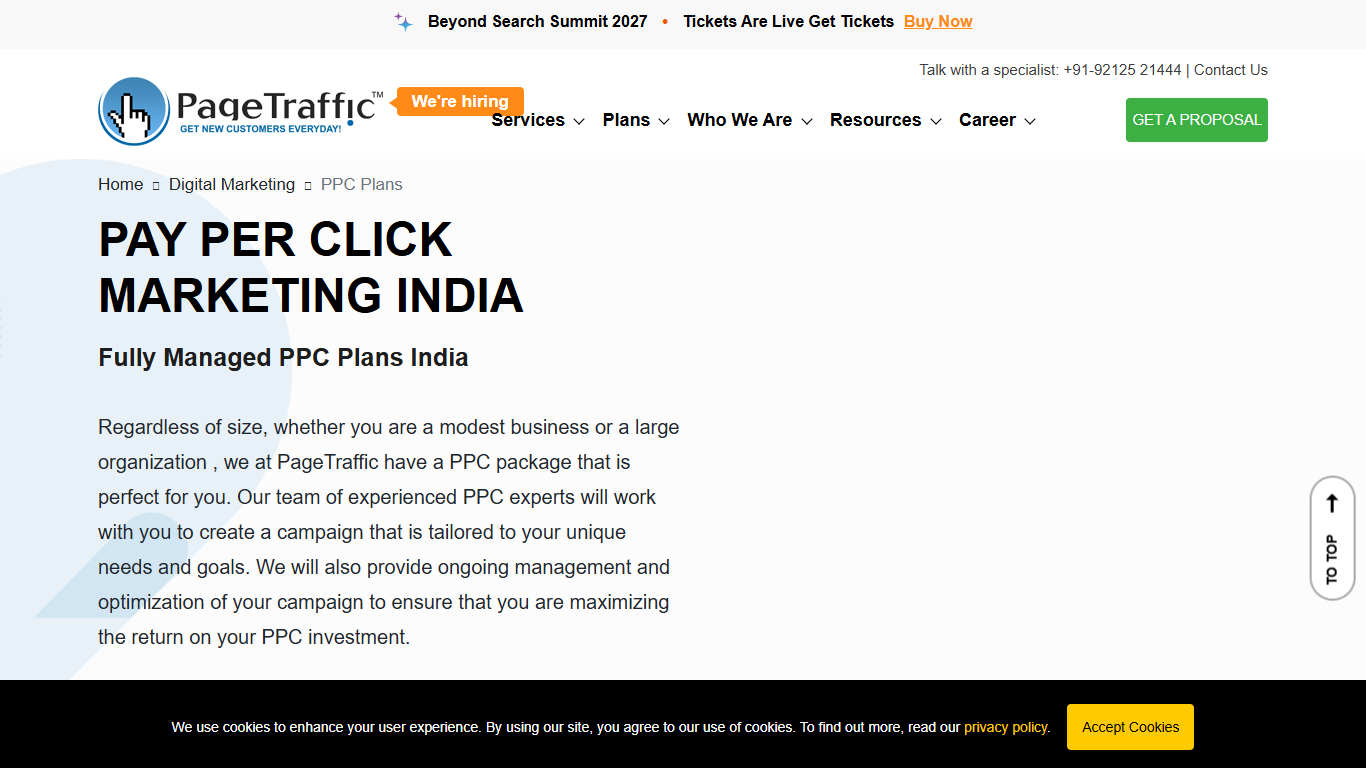 Beyond Search Summit 2027 • Tickets Are Live Get Tickets Buy Now
Talk with a specialist: +91-92125 21444 | Contact Us
PageTraffic™
GET NEW CUSTOMERS EVERYDAY!
We're hiring
Services Plans Who We Are Resources Career
GET A PROPOSAL
Home Digital Marketing PPC Plans
PAY PER CLICK
MARKETING INDIA
Fully Managed PPC Plans India
Regardless of size, whether you are a modest business or a large
organization , we at PageTraffic have a PPC package that is
perfect for you. Our team of experienced PPC experts will work
with you to create a campaign that is tailored to your unique
needs and goals. We will also provide ongoing management and
optimization of your campaign to ensure that you are maximizing
the return on your PPC investment.
TO TOP
We use cookies to enhance your user experience. By using our site, you agree to our use of cookies. To find out more, read our privacy policy.
Accept Cookies